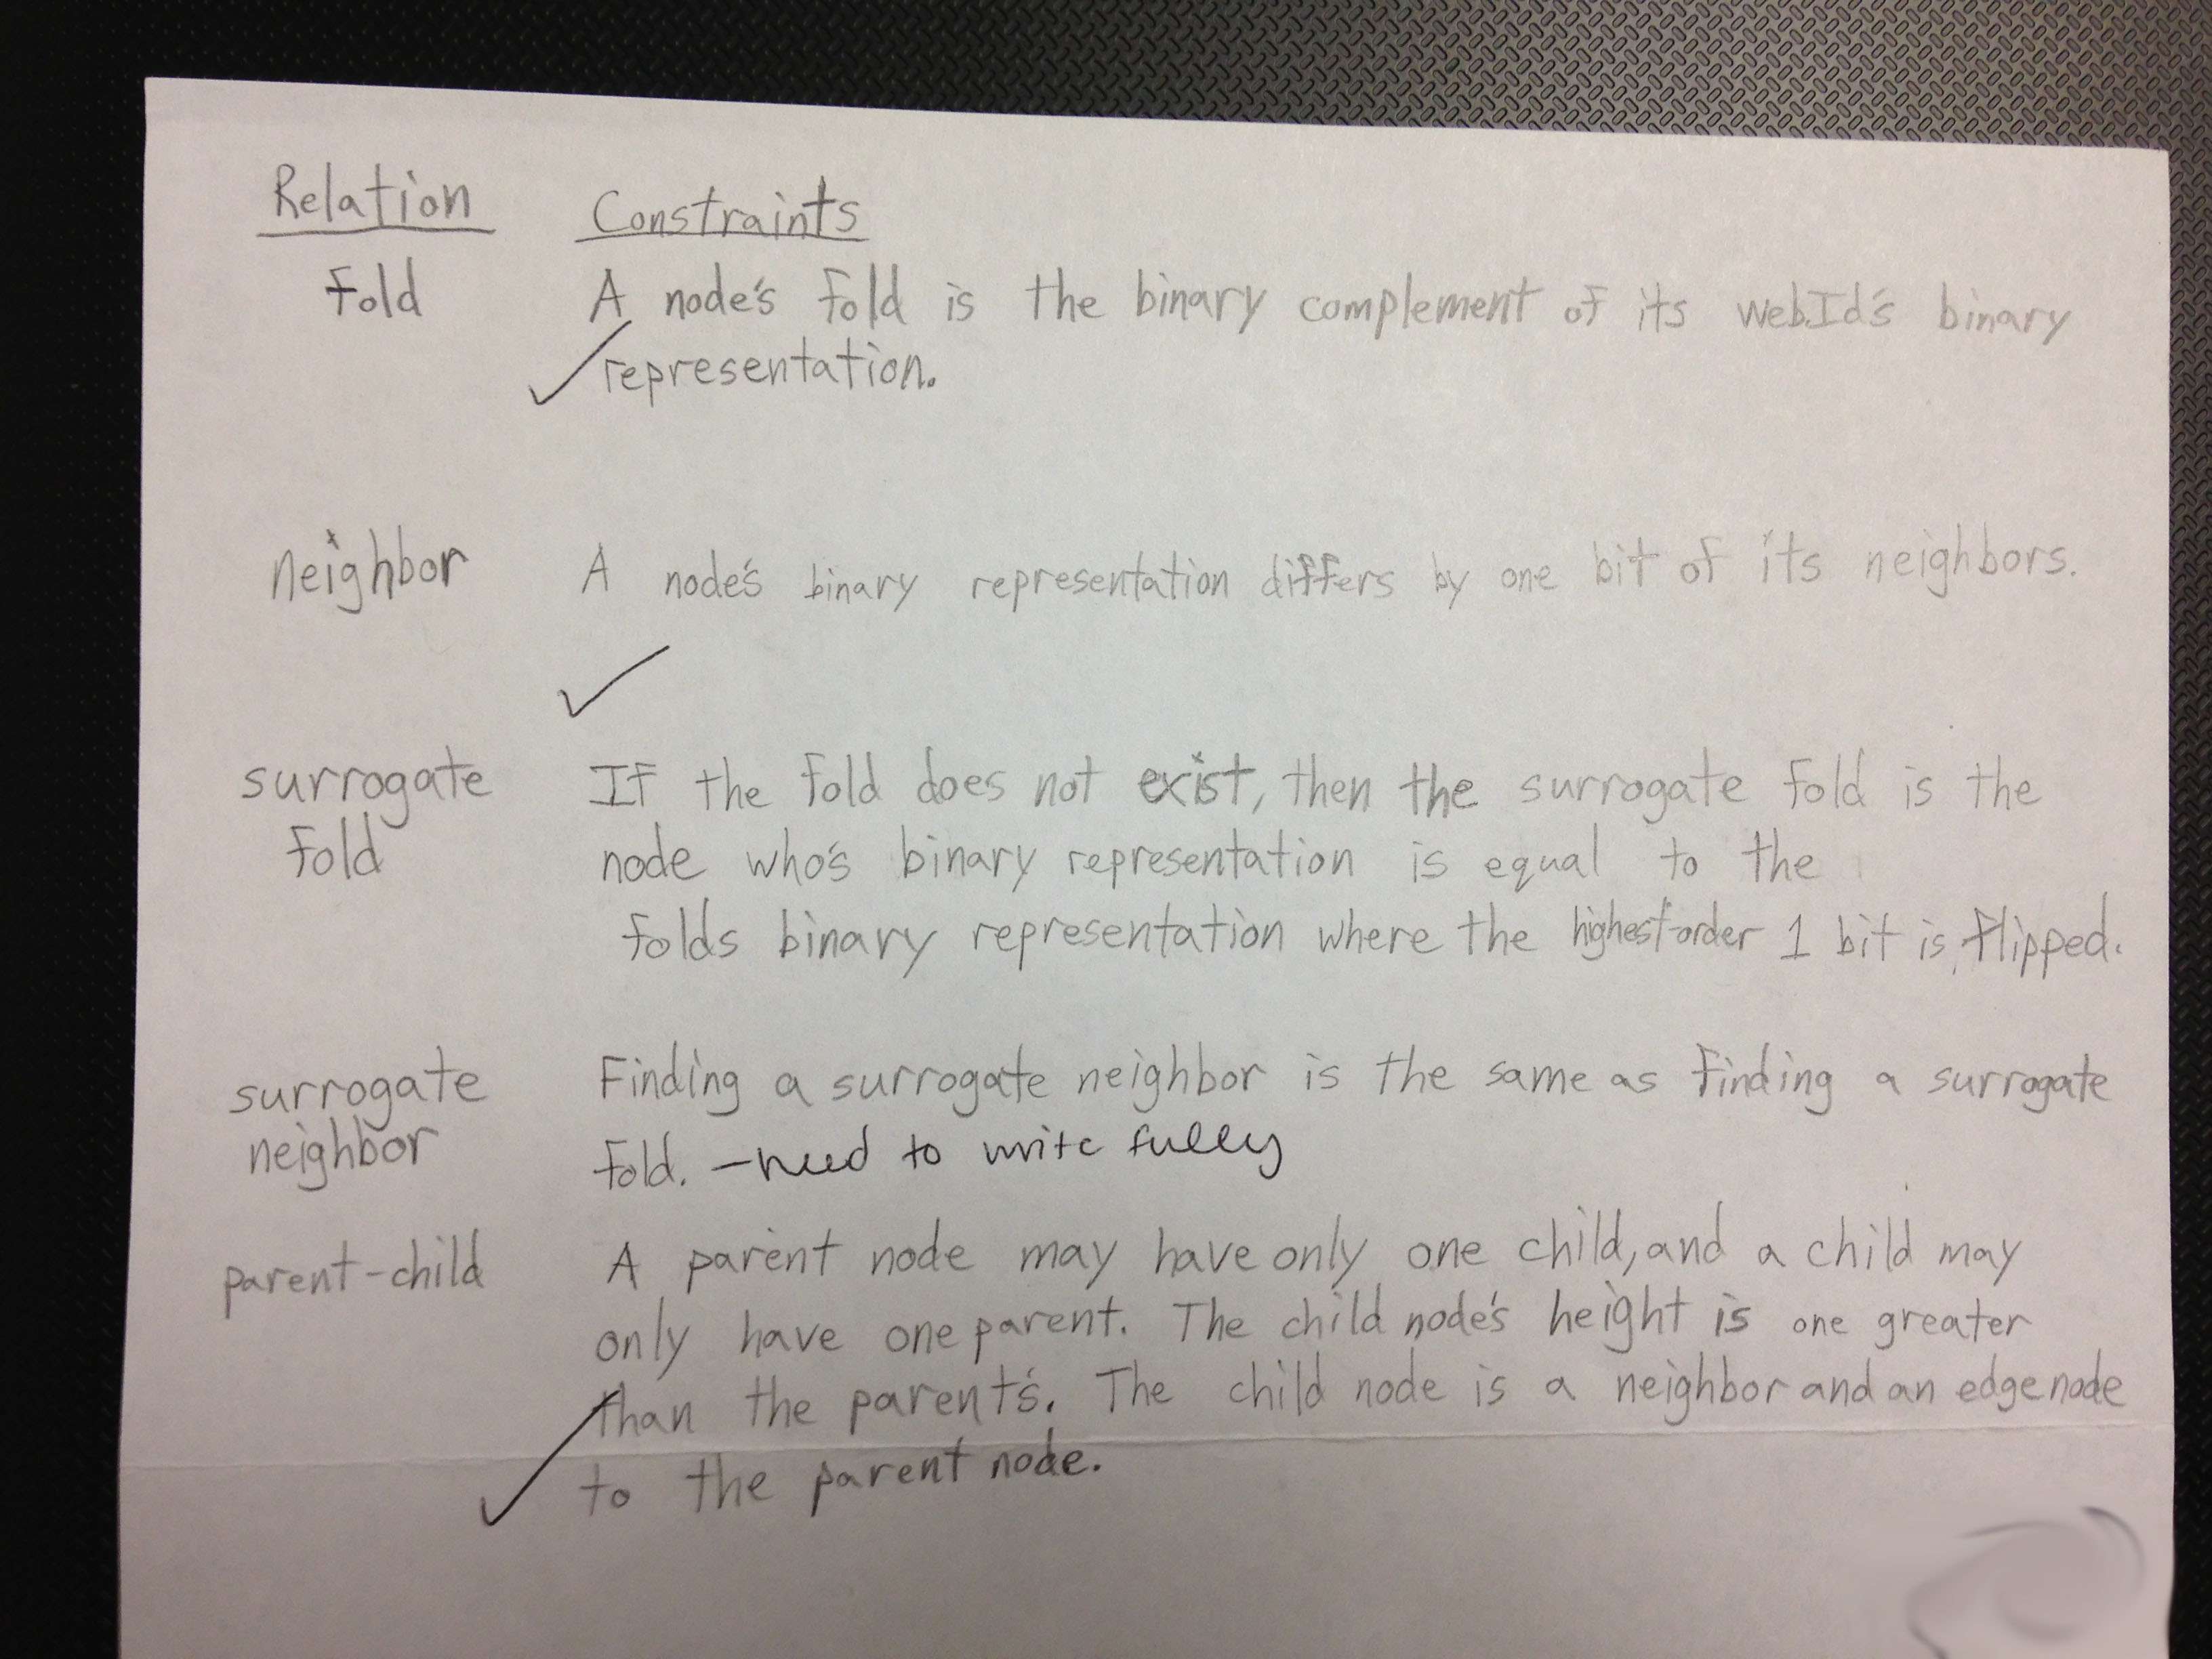 Relation Constraints
fold A node's fold is the binary complement of its webId's binary
representation.
neighbor A node's binary representation differs by one bit of its neighbors.
surrogate If the fold does not exist, then the surrogate fold is the
fold node who's binary representation is equal to the
folds binary representation where the highest-order 1 bit is flipped.
surrogate Finding a surrogate neighbor is the same as finding a surrogate
neighbor fold. – need to write fully
parent-child A parent node may have only one child, and a child may
only have one parent. The child node's height is one greater
than the parent's. The child node is a neighbor and an edge node
to the parent node.